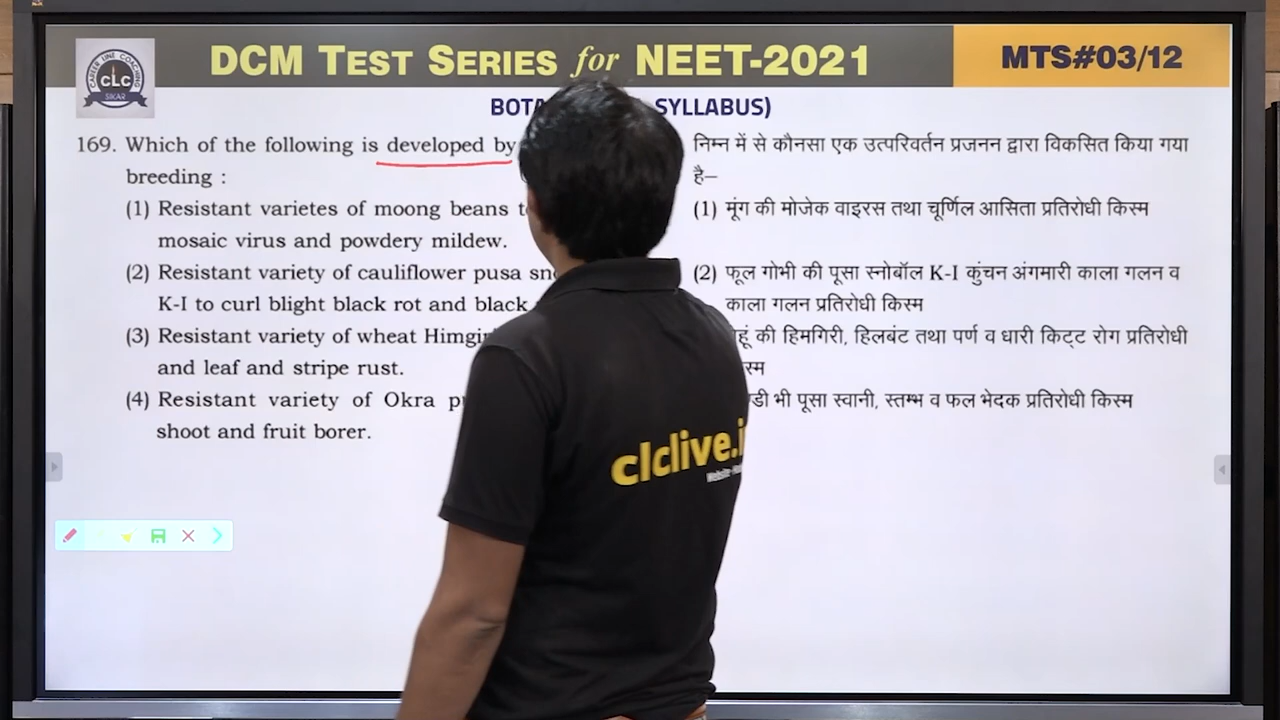 DCM TEST SERIES for NEET-2021
MTS#03/12
CAREER LINE COACHING
CLC
SIKAR
SYLLABUS)
169. Which of the following is developed by
breeding :
(1) Resistant varietes of moong beans
mosaic virus and powdery mildew.
(2) Resistant variety of cauliflower pusa
K-I to curl blight black rot and black
(3) Resistant variety of wheat
and leaf and stripe rust.
(4) Resistant variety of Okra
shoot and fruit borer.
निम्न में से कौनसा एक उत्परिवर्तन प्रजनन द्वारा विकसित किया गया
है–
(1) मूंग की मोजेक वाइरस तथा चूर्णिल आसिता प्रतिरोधी किस्म
(2) फूल गोभी की पूसा स्नोबॉल K-I कुंचन अंगमारी काला गलन व
काला गलन प्रतिरोधी किस्म
की हिमगिरी, हिलबंट तथा पर्ण व धारी किट्ट रोग प्रतिरोधी
भी पूसा स्वानी, स्तम्भ व फल भेदक प्रतिरोधी किस्म
clclive.i